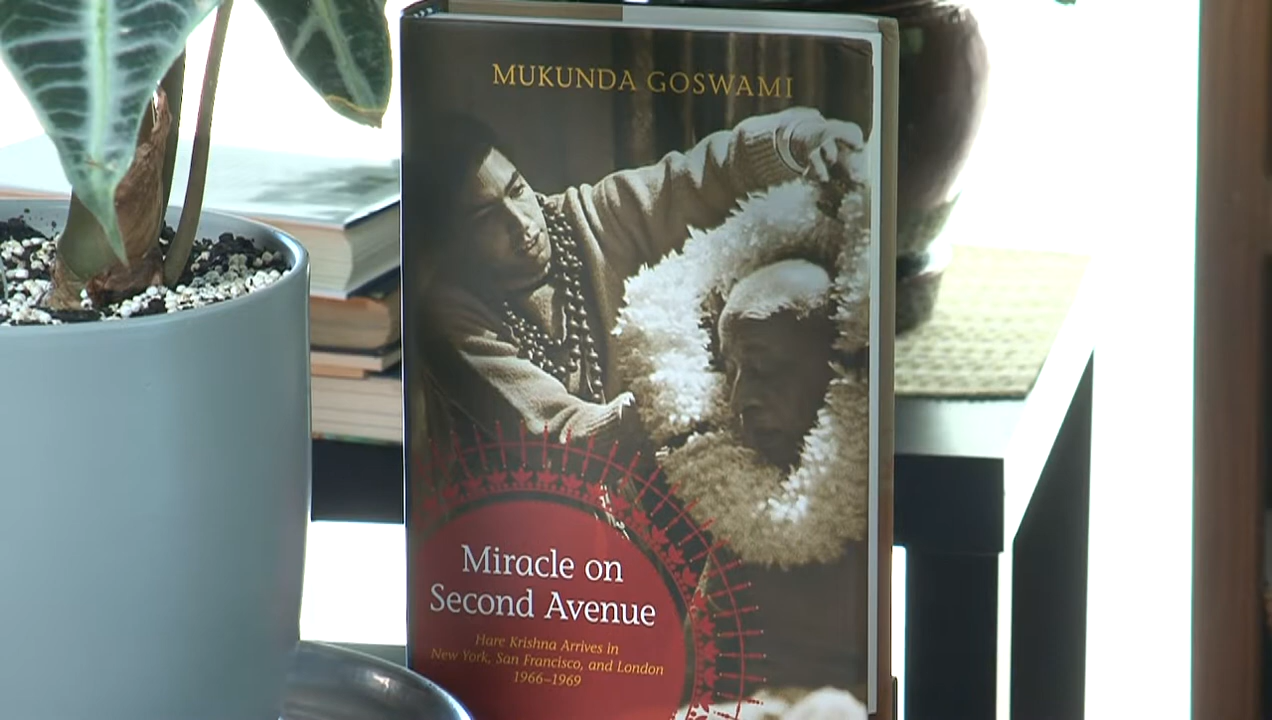 MUKUNDA GOSWAMI
Miracle on
Second Avenue
Hare Krishna Arrives in
New York, San Francisco, and London
1966–1969